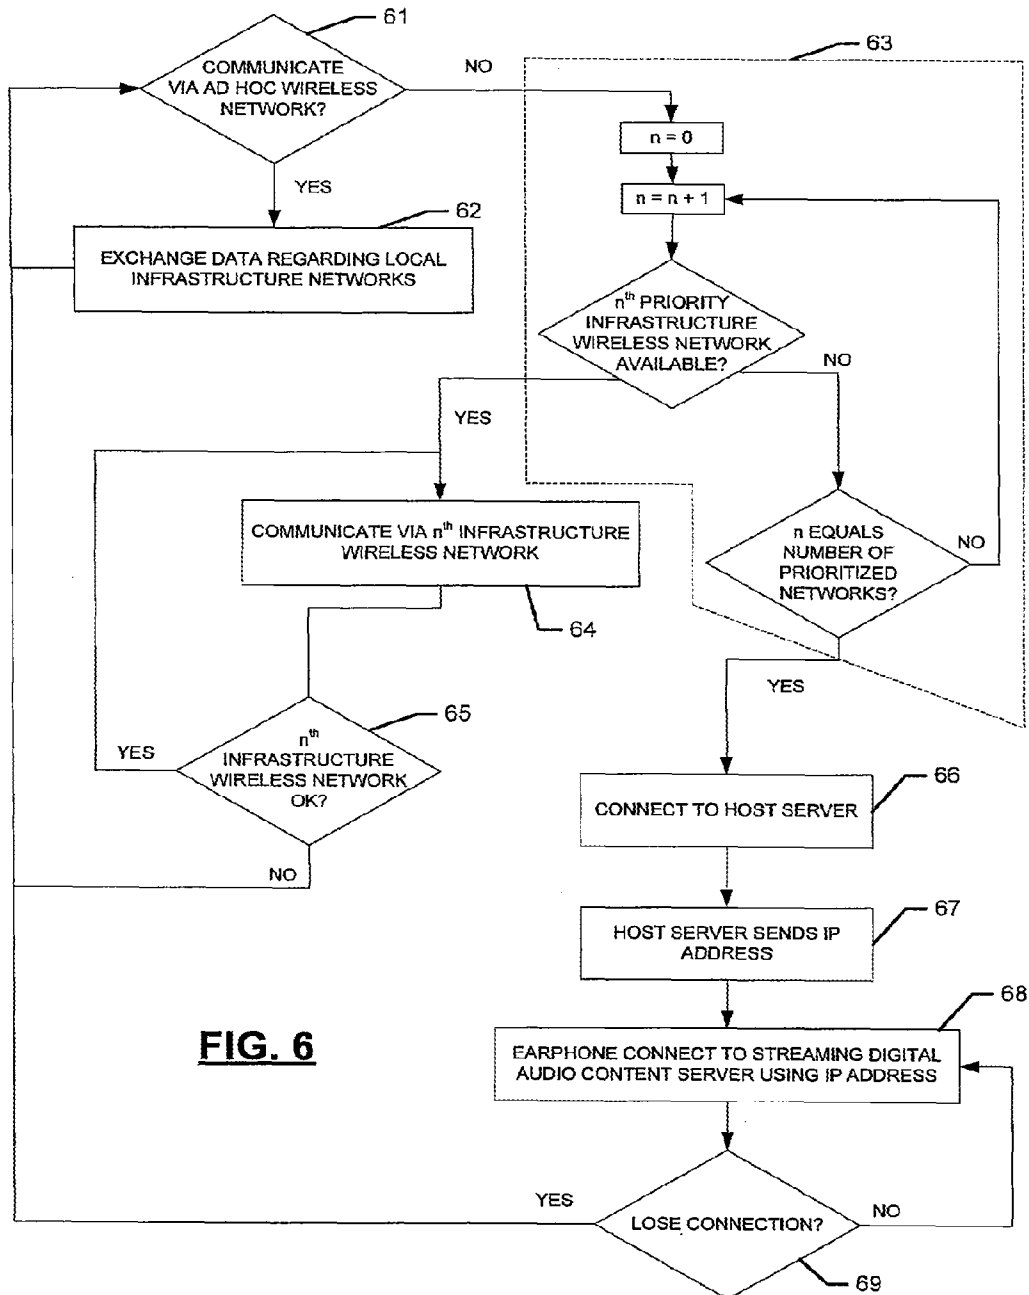 61
COMMUNICATE
VIA AD HOC WIRELESS
NETWORK?
NO
YES
62
EXCHANGE DATA REGARDING LOCAL
INFRASTRUCTURE NETWORKS
63
n = 0
n = n + 1
nth PRIORITY
INFRASTRUCTURE
WIRELESS NETWORK
AVAILABLE?
NO
YES
COMMUNICATE VIA nth INFRASTRUCTURE
WIRELESS NETWORK
64
n EQUALS
NUMBER OF
PRIORITIZED
NETWORKS?
NO
YES
65
nth
INFRASTRUCTURE
WIRELESS NETWORK
OK?
YES
NO
66
CONNECT TO HOST SERVER
67
HOST SERVER SENDS IP
ADDRESS
68
EARPHONE CONNECT TO STREAMING DIGITAL
AUDIO CONTENT SERVER USING IP ADDRESS
FIG. 6
YES
LOSE CONNECTION?
NO
69